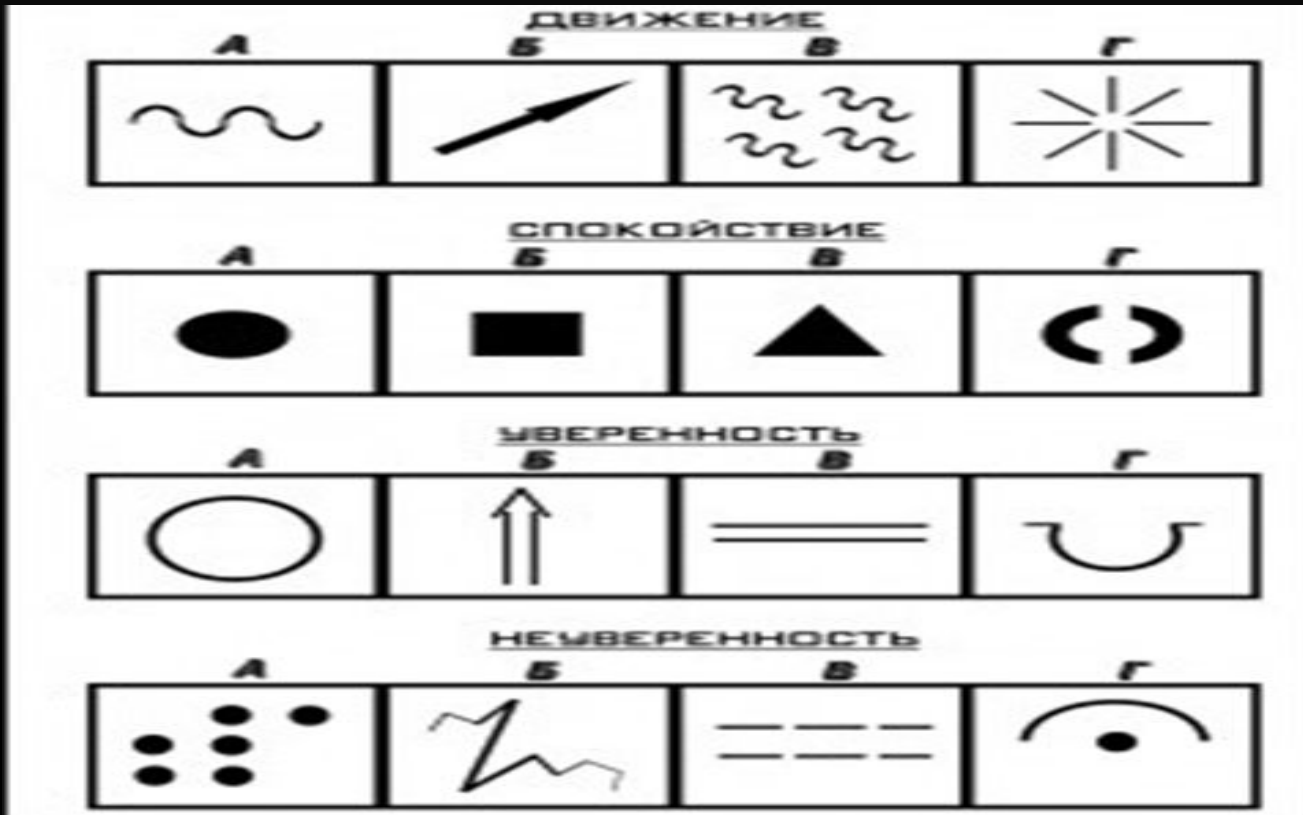 ДВИЖЕНИЕ
А Б В Г
СПОКОЙСТВИЕ
А Б В Г
УВЕРЕННОСТЬ
А Б В Г
НЕУВЕРЕННОСТЬ
А Б В Г